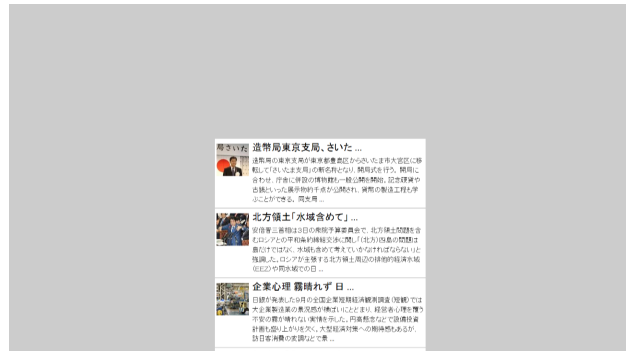 局さいた
造幣局東京支局、さいた ...
造幣局の東京支局が東京都豊島区からさいたま市大宮区に移
転して「さいたま支局」の新名称となり、開局式を行う。開局に
合わせ、庁舎に併設の博物館も一般公開を開始。記念硬貨や
古銭といった展示物約千点が公開され、貨幣の製造工程も学
ぶことができる。 同支局 ...
北方領土「水域含めて」 ...
安倍晋三首相は3日の衆院予算委員会で、北方領土問題を含
むロシアとの平和条約締結交渉に関し「(北方)四島の問題は
島だけではなく、水域も含めて考えていかなければならない」と
強調した。ロシアが主張する北方領土周辺の排他的経済水域
(EEZ)や同水域での日 ...
企業心理 霧晴れず 日 ...
日銀が発表した9月の全国企業短期経済観測調査(短観)では
大企業製造業の景況感が横ばいにとどまり、経営者心理を覆う
不安の霧が晴れない実情を示した。円高懸念などで設備投資
計画も盛り上がりを欠く。大型経済対策への期待感もあるが、
訪日客消費の変調などで景 ...